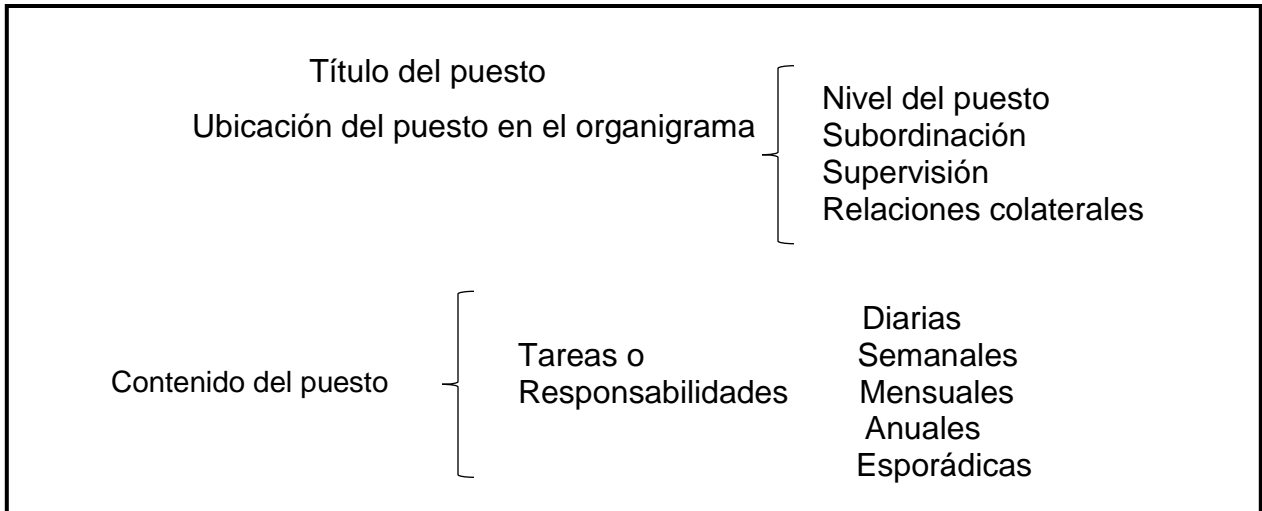 Título del puesto
Ubicación del puesto en el organigrama
Nivel del puesto
Subordinación
Supervisión
Relaciones colaterales
Contenido del puesto
Tareas o
Responsabilidades
Diarias
Semanales
Mensuales
Anuales
Esporádicas